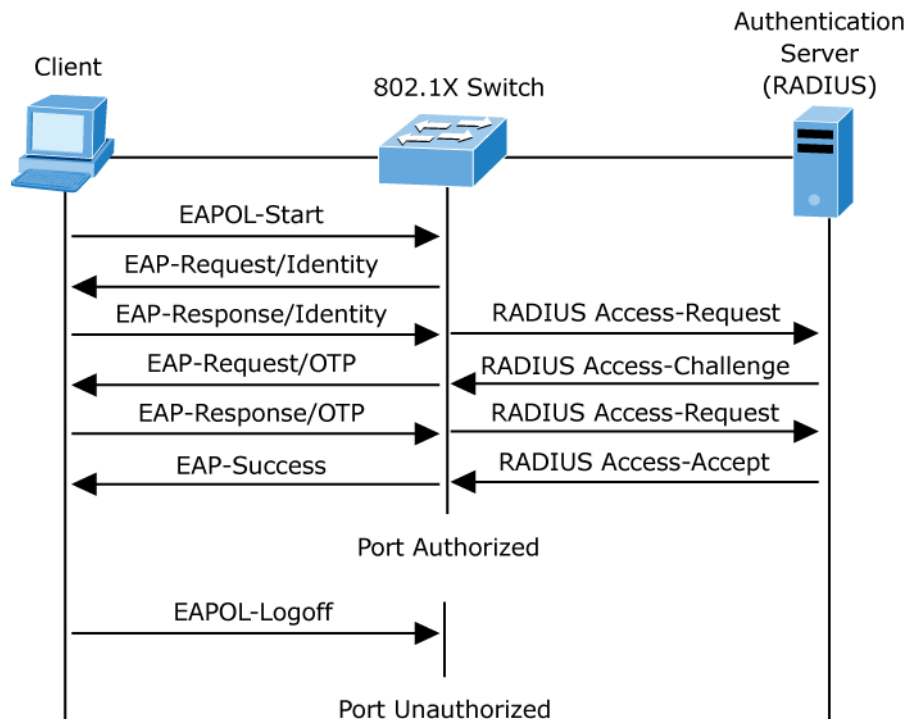 Authentication
Server
(RADIUS)
Client
802.1X Switch
EAPOL-Start
EAP-Request/Identity
EAP-Response/Identity
RADIUS Access-Request
EAP-Request/OTP
RADIUS Access-Challenge
EAP-Response/OTP
RADIUS Access-Request
EAP-Success
RADIUS Access-Accept
Port Authorized
EAPOL-Logoff
Port Unauthorized